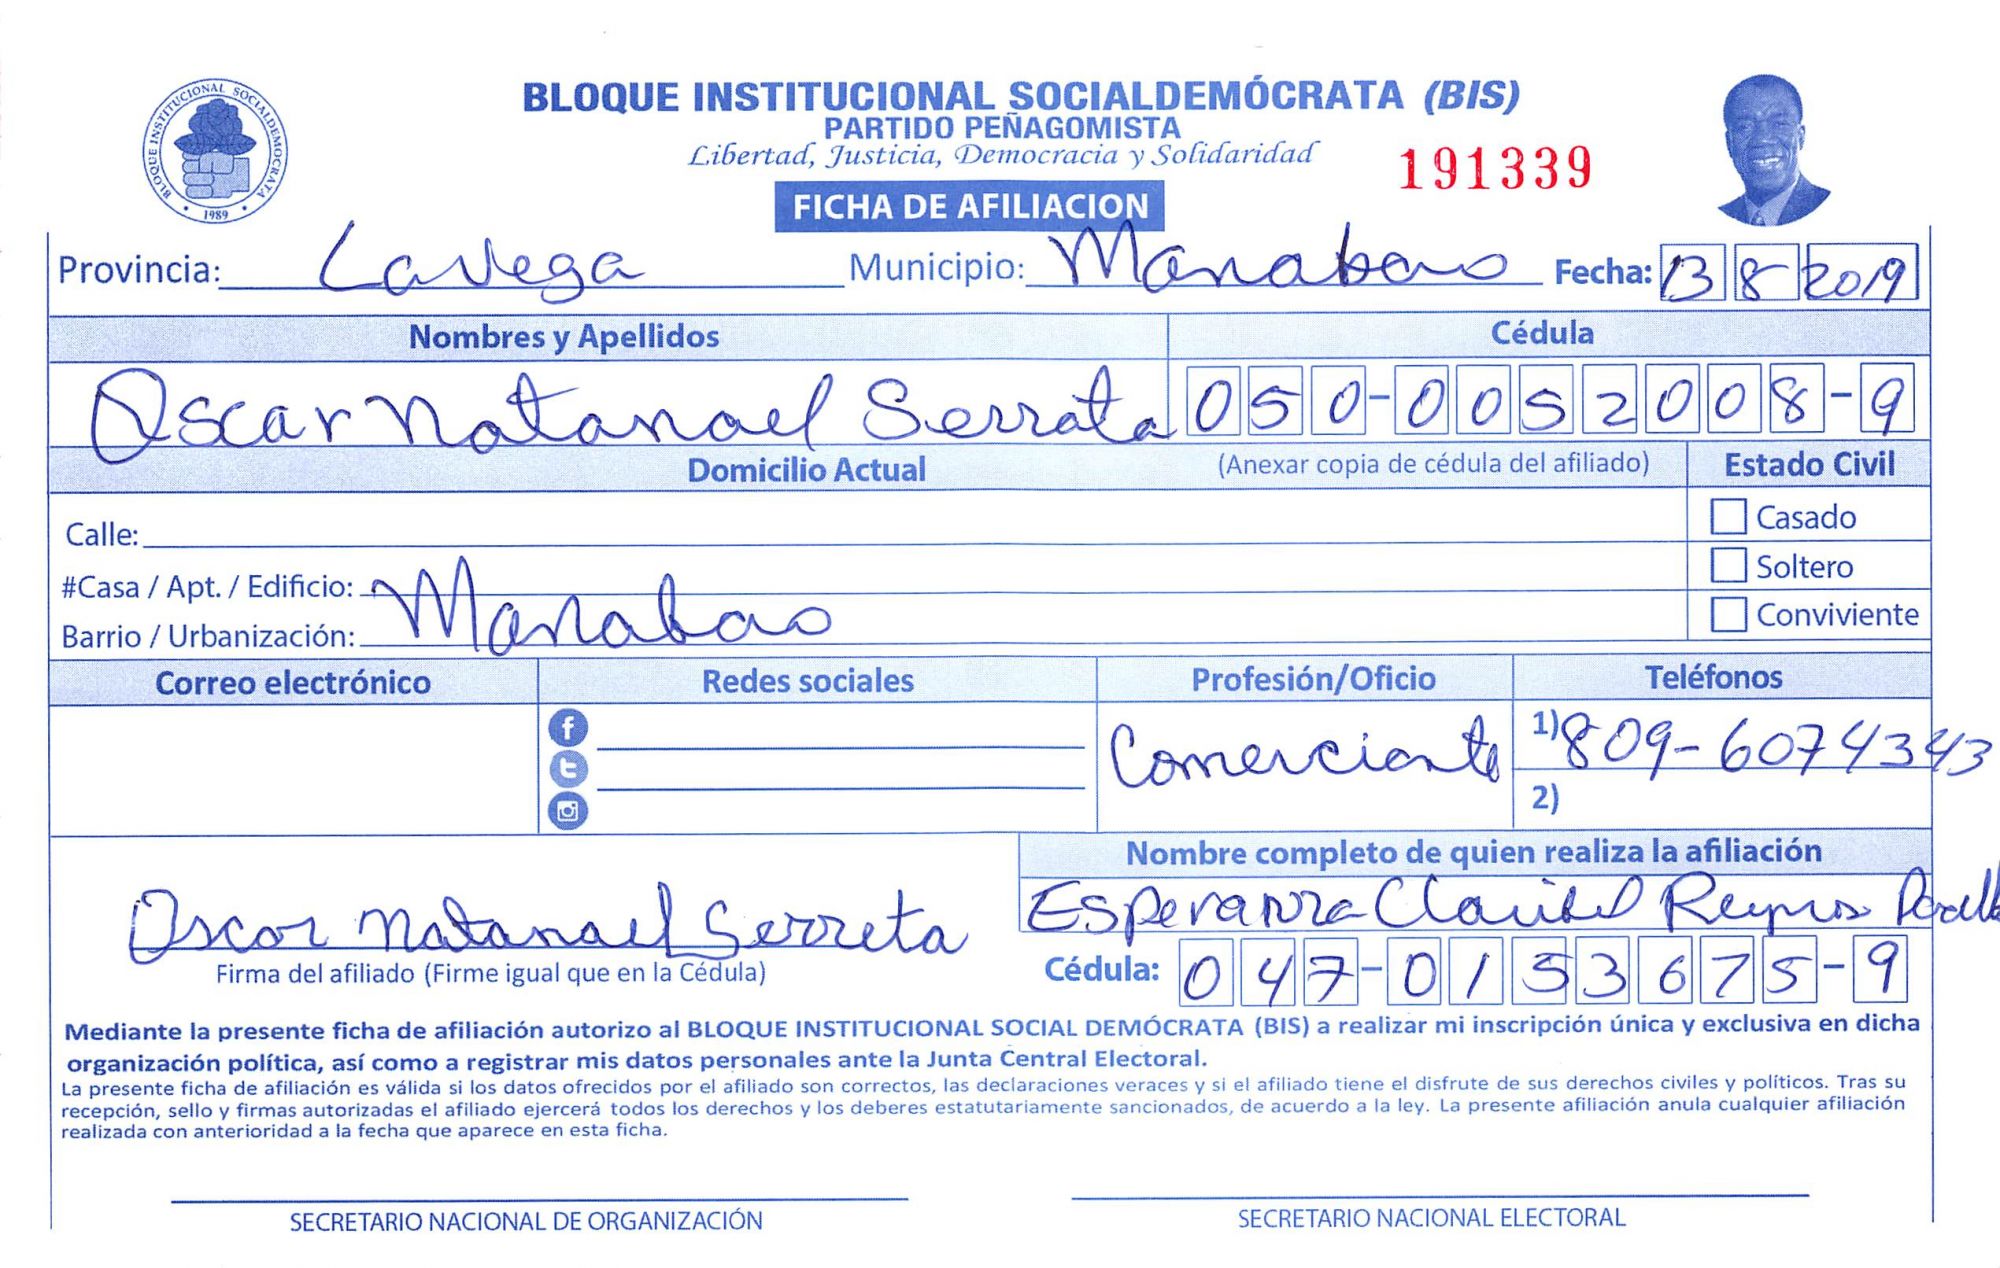 BLOQUE INSTITUCIONAL SOCIALDEMOCRATA
1989
BLOQUE INSTITUCIONAL SOCIALDEMÓCRATA (BIS)
PARTIDO PEÑAGOMISTA
Libertad, Justicia, Democracia y Solidaridad
191339
FICHA DE AFILIACION
Provincia: La Vega Municipio: Manabao Fecha: 13 8 2019
Nombres y Apellidos Cédula
Oscar Natanael Serrata 050-0052008-9
Domicilio Actual (Anexar copia de cédula del afiliado) Estado Civil
Calle: Casado
#Casa / Apt. / Edificio: Soltero
Barrio / Urbanización: Manabao Conviviente
Correo electrónico Redes sociales Profesión/Oficio Teléfonos
Comerciante 1) 809-6074343
2)
Nombre completo de quien realiza la afiliación
Oscar Natanael Serreta Esperanza Reynoso
Firma del afiliado (Firme igual que en la Cédula) Cédula: 047-0153675-9
Mediante la presente ficha de afiliación autorizo al BLOQUE INSTITUCIONAL SOCIAL DEMÓCRATA (BIS) a realizar mi inscripción única y exclusiva en dicha
organización política, así como a registrar mis datos personales ante la Junta Central Electoral.
La presente ficha de afiliación es válida si los datos ofrecidos por el afiliado son correctos, las declaraciones veraces y si el afiliado tiene el disfrute de sus derechos civiles y políticos. Tras su
recepción, sello y firmas autorizadas el afiliado ejercerá todos los derechos y los deberes estatutariamente sancionados, de acuerdo a la ley. La presente afiliación anula cualquier afiliación
realizada con anterioridad a la fecha que aparece en esta ficha.
SECRETARIO NACIONAL DE ORGANIZACIÓN SECRETARIO NACIONAL ELECTORAL